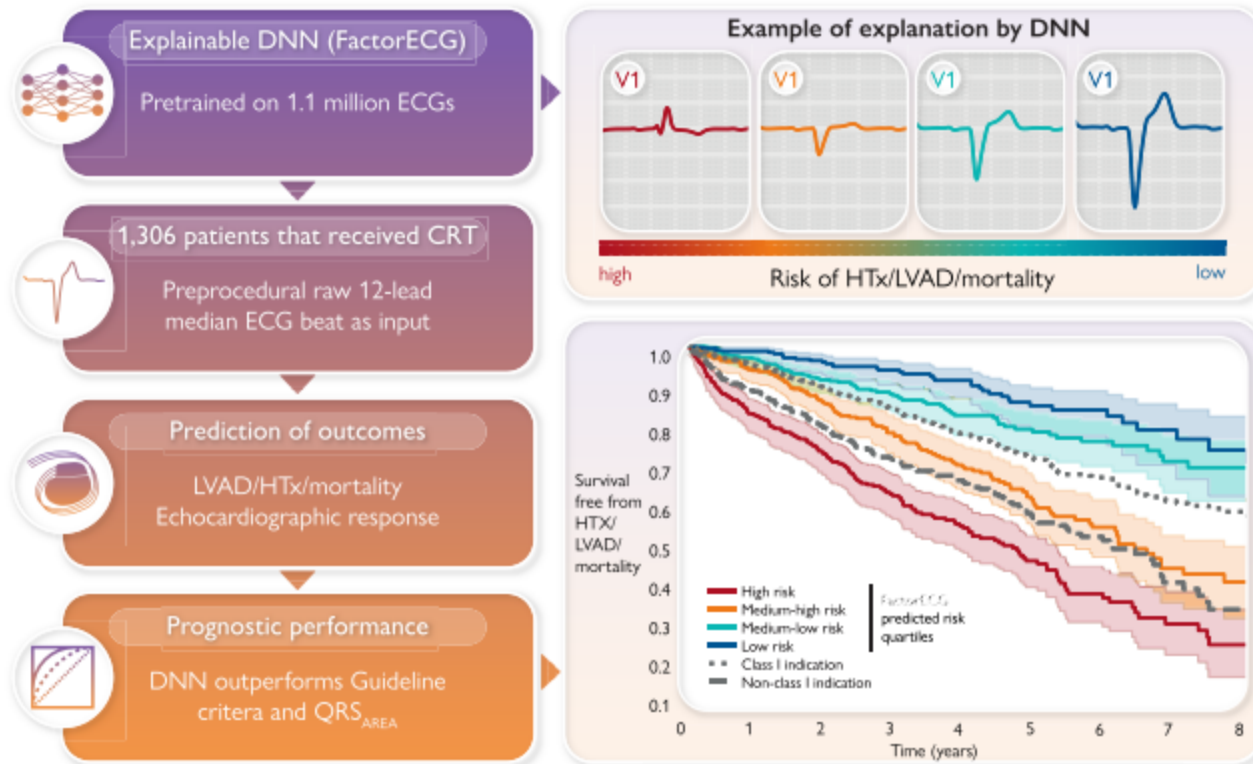 Explainable DNN (FactorECG)
Pretrained on 1.1 million ECGs
1,306 patients that received CRT
Preprocedural raw 12-lead
median ECG beat as input
Prediction of outcomes
LVAD/HTx/mortality
Echocardiographic response
Prognostic performance
DNN outperforms Guideline
critera and QRS AREA
Example of explanation by DNN
V1
V1
V1
V1
high
Risk of HTx/LVAD/mortality
low
Survival
free from
HTX/
LVAD/
mortality
1.0
0.9
0.8
0.7
0.6
0.5
0.4
0.3
0.2
0.1
High risk
Medium-high risk
Medium-low risk
Low risk
Class I indication
Non-class I indication
FactorECG
predicted risk
quartiles
0 1 2 3 4 5 6 7 8
Time (years)